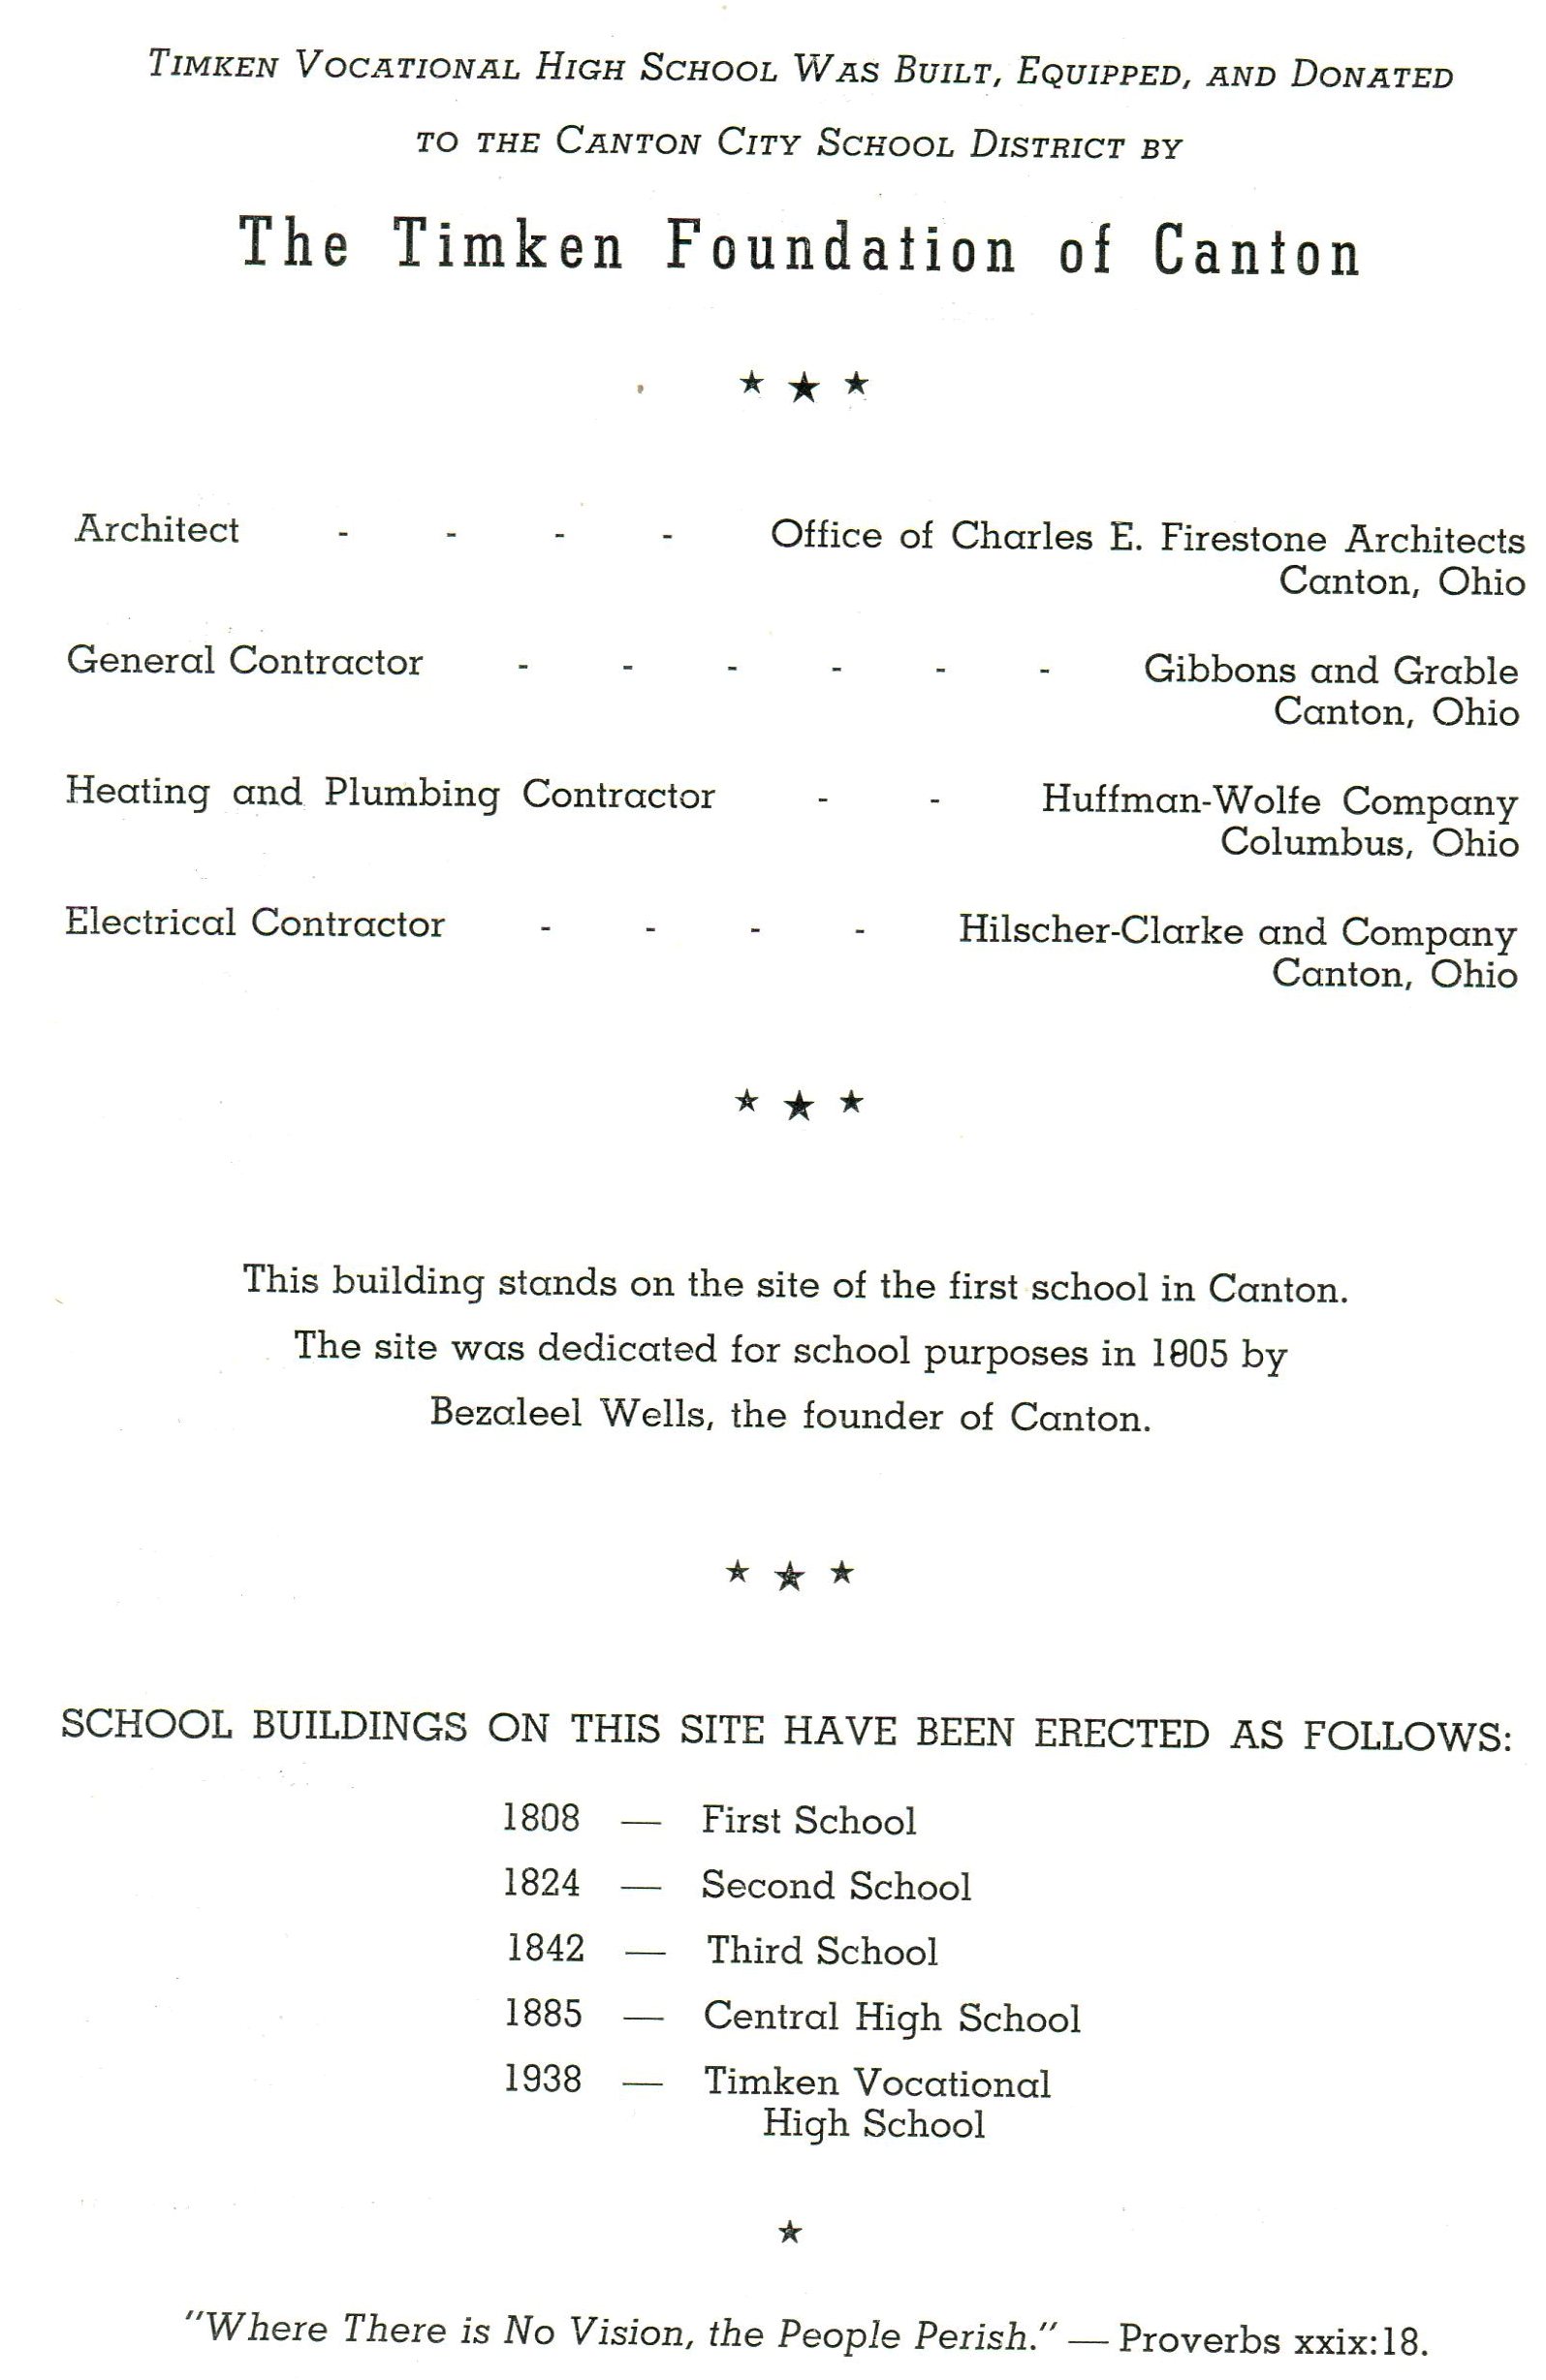 Timken Vocational High School Was Built, Equipped, and Donated
to the Canton City School District by
The Timken Foundation of Canton
★ ★ ★
Architect - - - - Office of Charles E. Firestone Architects
Canton, Ohio
General Contractor - - - - - - Gibbons and Grable
Canton, Ohio
Heating and Plumbing Contractor - - Huffman-Wolfe Company
Columbus, Ohio
Electrical Contractor - - - - Hilscher-Clarke and Company
Canton, Ohio
★ ★ ★
This building stands on the site of the first school in Canton.
The site was dedicated for school purposes in 1805 by
Bezaleel Wells, the founder of Canton.
★ ★ ★
SCHOOL BUILDINGS ON THIS SITE HAVE BEEN ERECTED AS FOLLOWS:
1808 — First School
1824 — Second School
1842 — Third School
1885 — Central High School
1938 — Timken Vocational
High School
★
"Where There is No Vision, the People Perish." — Proverbs xxix:18.